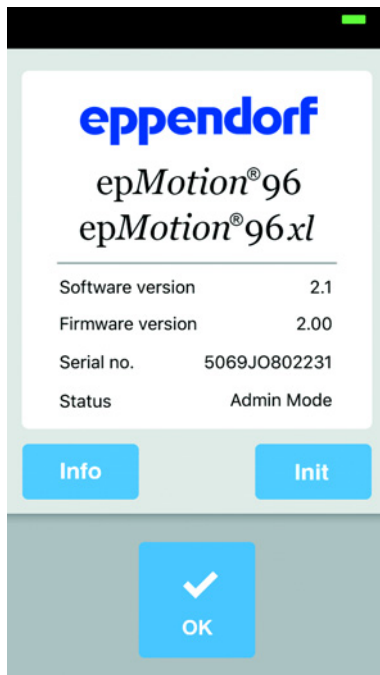 eppendorf
epMotion®96
epMotion®96xl
Software version 2.1
Firmware version 2.00
Serial no. 5069JO802231
Status Admin Mode
Info Init
OK